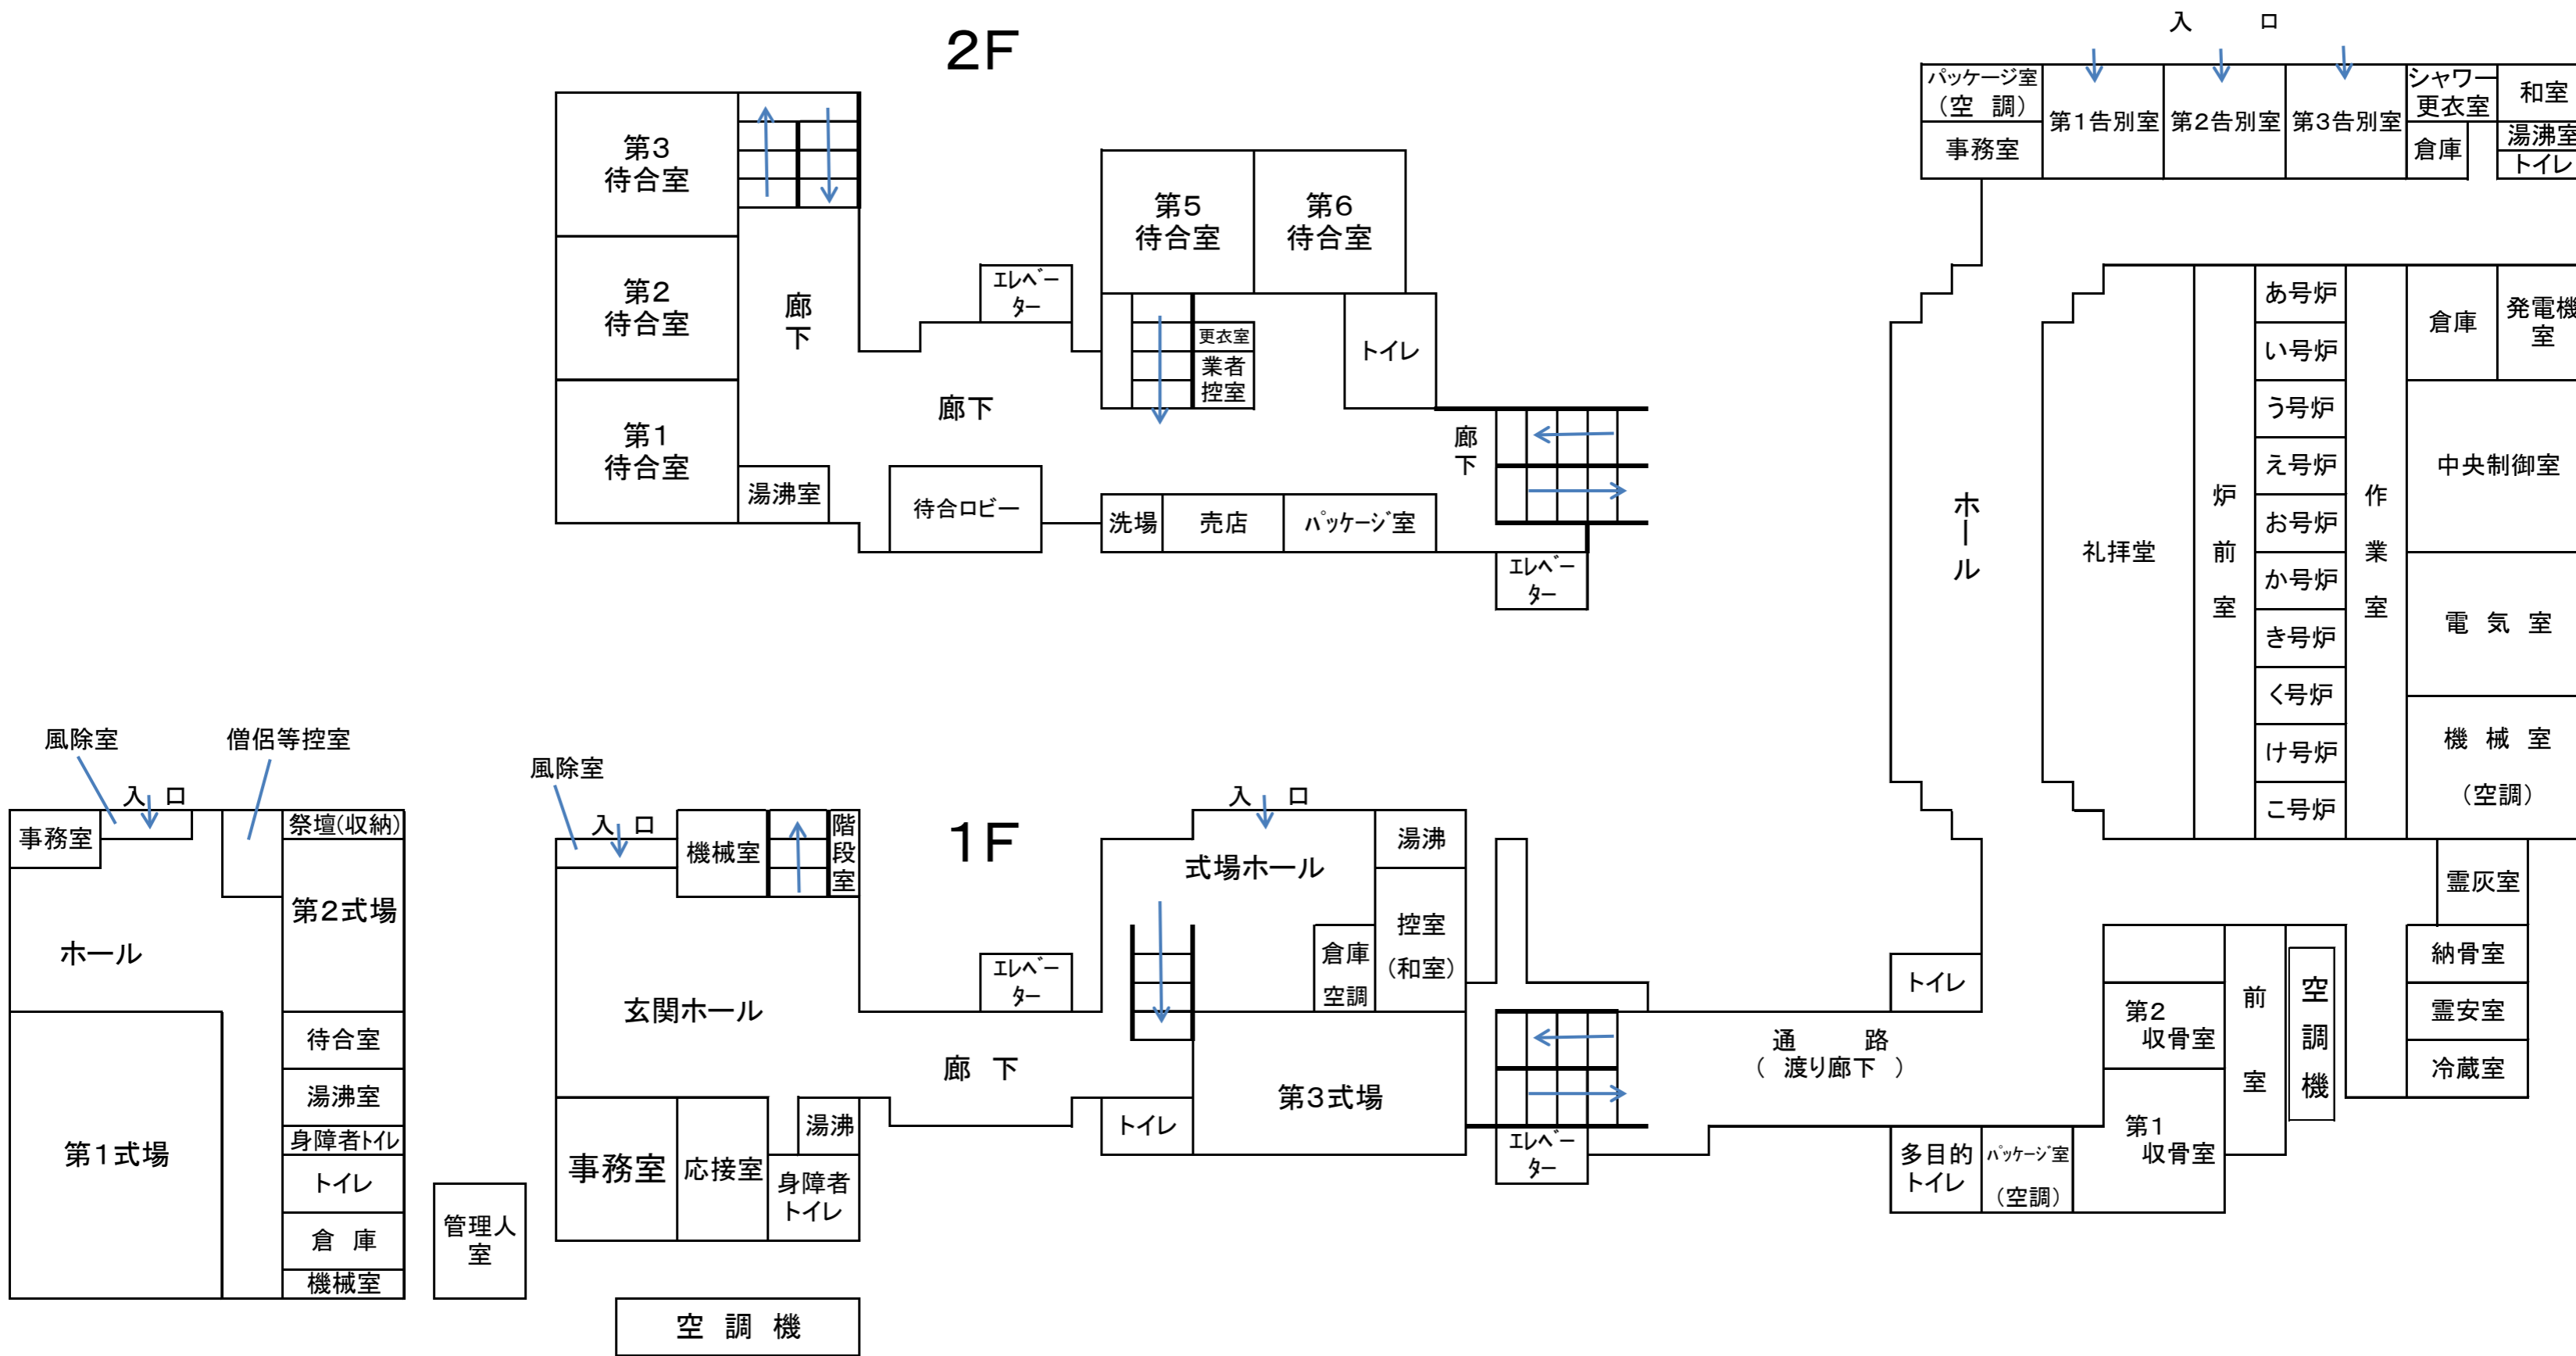 2F
第3
待合室
第2
待合室
第1
待合室
廊
下
湯沸室
エレベー
ター
廊下
待合ロビー
第5
待合室
第6
待合室
更衣室
業者
控室
トイレ
洗場
売店
パッケージ室
廊
下
エレベー
ター
入 口
パッケージ室
(空 調)
事務室
第1告別室
第2告別室
第3告別室
シャワー
更衣室
倉庫
和室
湯沸室
トイレ
ホール
礼拝堂
炉
前
室
あ号炉
い号炉
う号炉
え号炉
お号炉
か号炉
き号炉
く号炉
け号炉
こ号炉
作
業
室
倉庫
発電機
室
中央制御室
電 気 室
機 械 室
(空調)
霊灰室
納骨室
霊安室
冷蔵室
トイレ
第2
収骨室
第1
収骨室
前
室
空
調
機
多目的
トイレ
パッケージ室
(空調)
通 路
( 渡り廊下 )
1F
風除室
僧侶等控室
入 口
事務室
祭壇(収納)
第2式場
ホール
第1式場
待合室
湯沸室
身障者トイレ
トイレ
倉 庫
機械室
管理人
室
風除室
入 口
機械室
階
段
室
玄関ホール
事務室
応接室
湯沸
身障者
トイレ
空 調 機
エレベー
ター
廊 下
入 口
式場ホール
湯沸
控室
(和室)
倉庫
空調
第3式場
トイレ
エレベー
ター